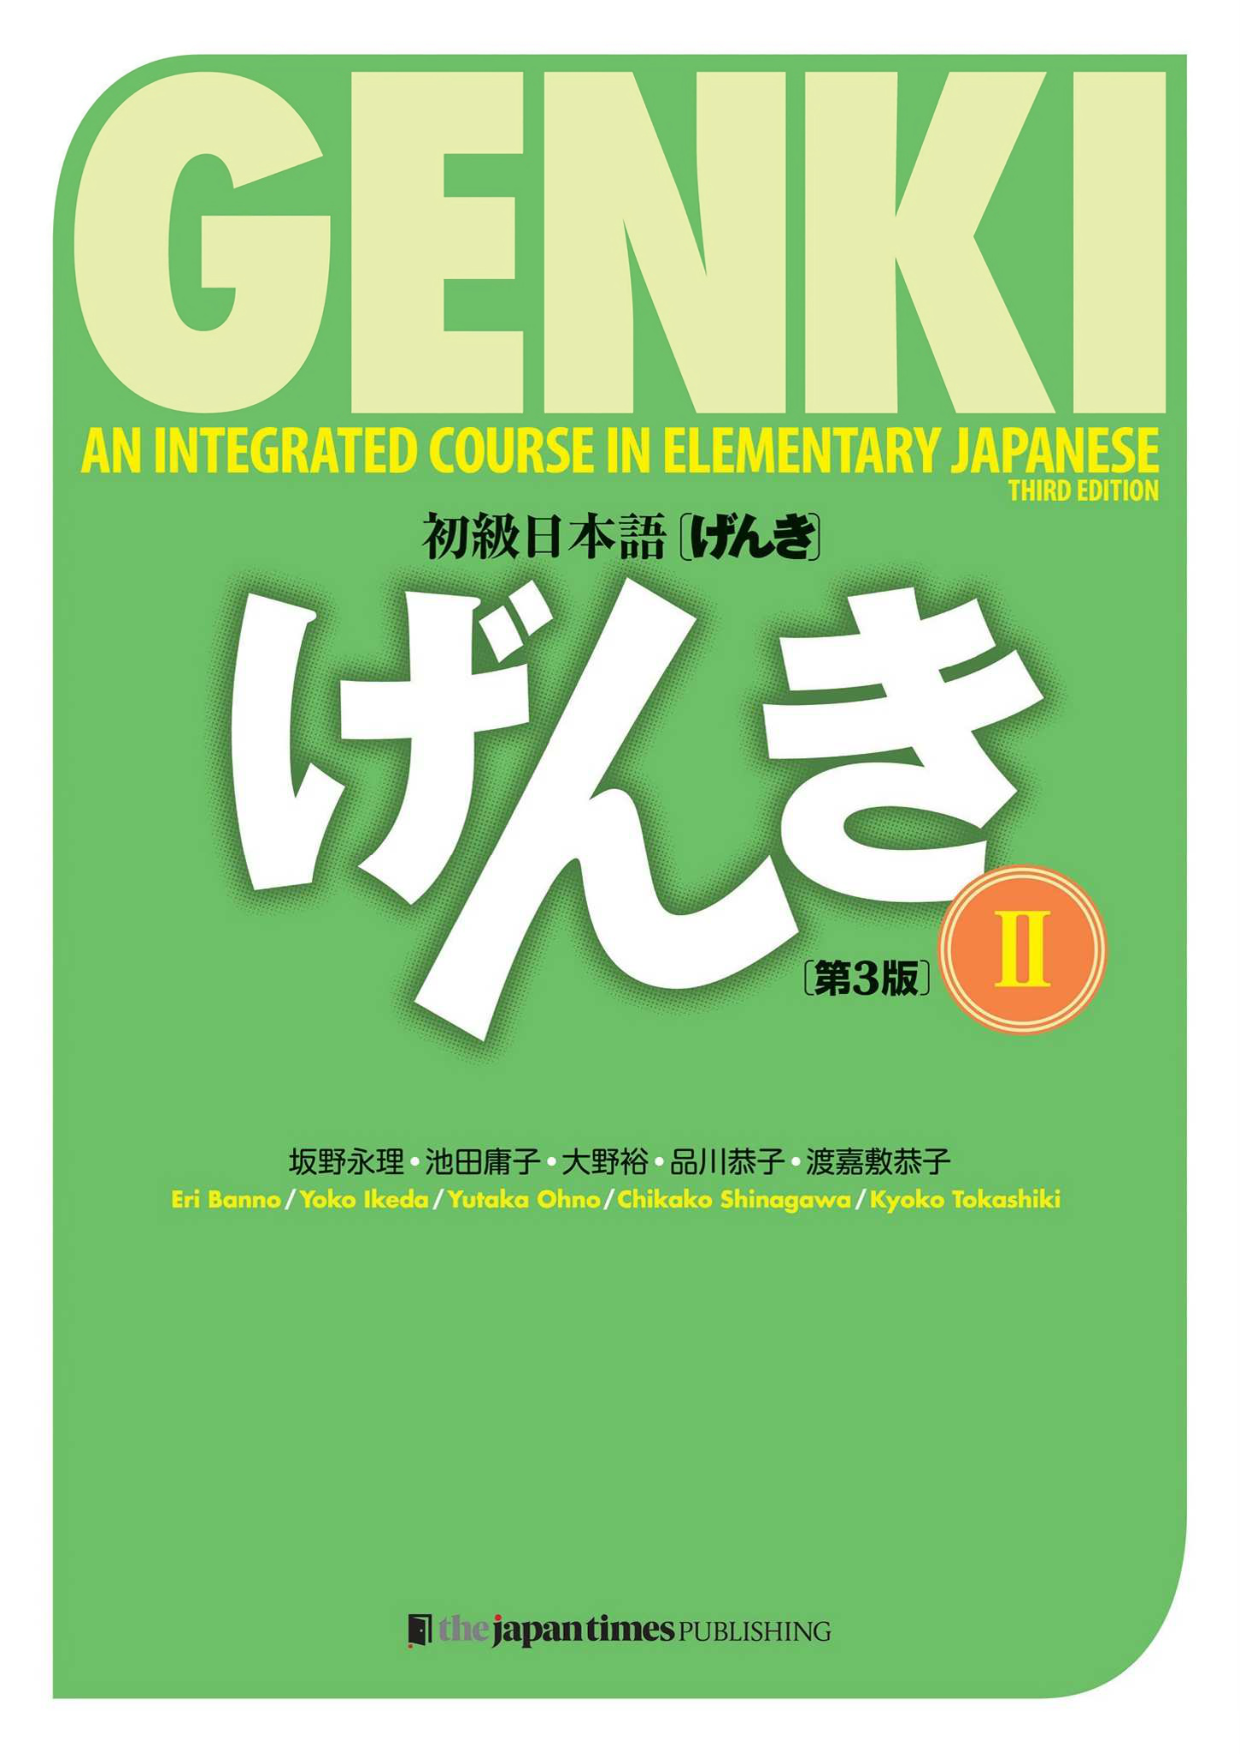 GENKI
AN INTEGRATED COURSE IN ELEMENTARY JAPANESE
THIRD EDITION
初級日本語〔げんき〕
げんき
〔第3版〕
II
坂野永理•池田庸子•大野裕•品川恭子•渡嘉敷恭子
Eri Banno/Yoko Ikeda/Yutaka Ohno/Chikako Shinagawa/Kyoko Tokashiki
the japan times PUBLISHING